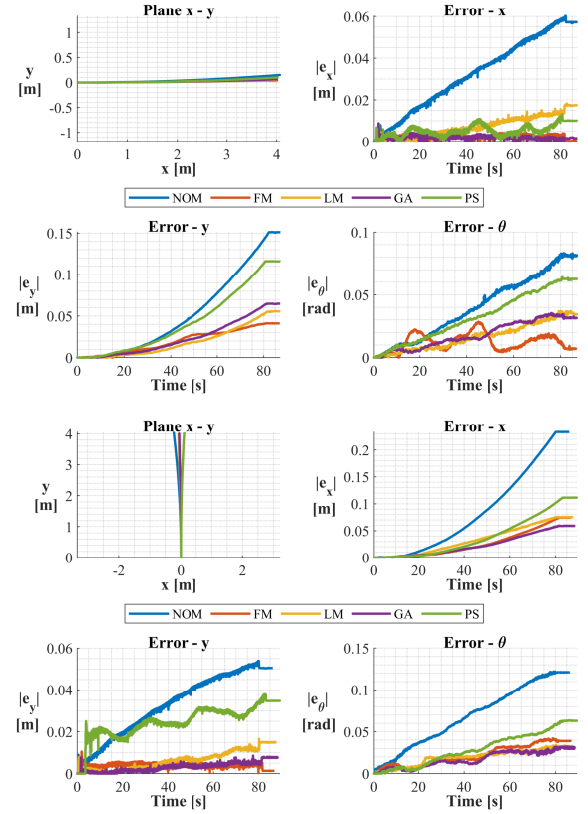 Plane x - y
1
0.5
0
-0.5
-1
y
[m]
0 1 2 3 4
x [m]
Error - x
0.06
0.04
0.02
0
|e_x|
[m]
0 20 40 60 80
Time [s]
NOM FM LM GA PS
Error - y
0.15
0.1
0.05
0
|e_y|
[m]
0 20 40 60 80
Time [s]
Error - θ
0.1
0.05
0
|e_θ|
[rad]
0 20 40 60 80
Time [s]
Plane x - y
4
3
2
1
0
y
[m]
-2 0 2
x [m]
Error - x
0.2
0.15
0.1
0.05
0
|e_x|
[m]
0 20 40 60 80
Time [s]
NOM FM LM GA PS
Error - y
0.06
0.04
0.02
0
|e_y|
[m]
0 20 40 60 80
Time [s]
Error - θ
0.15
0.1
0.05
0
|e_θ|
[rad]
0 20 40 60 80
Time [s]